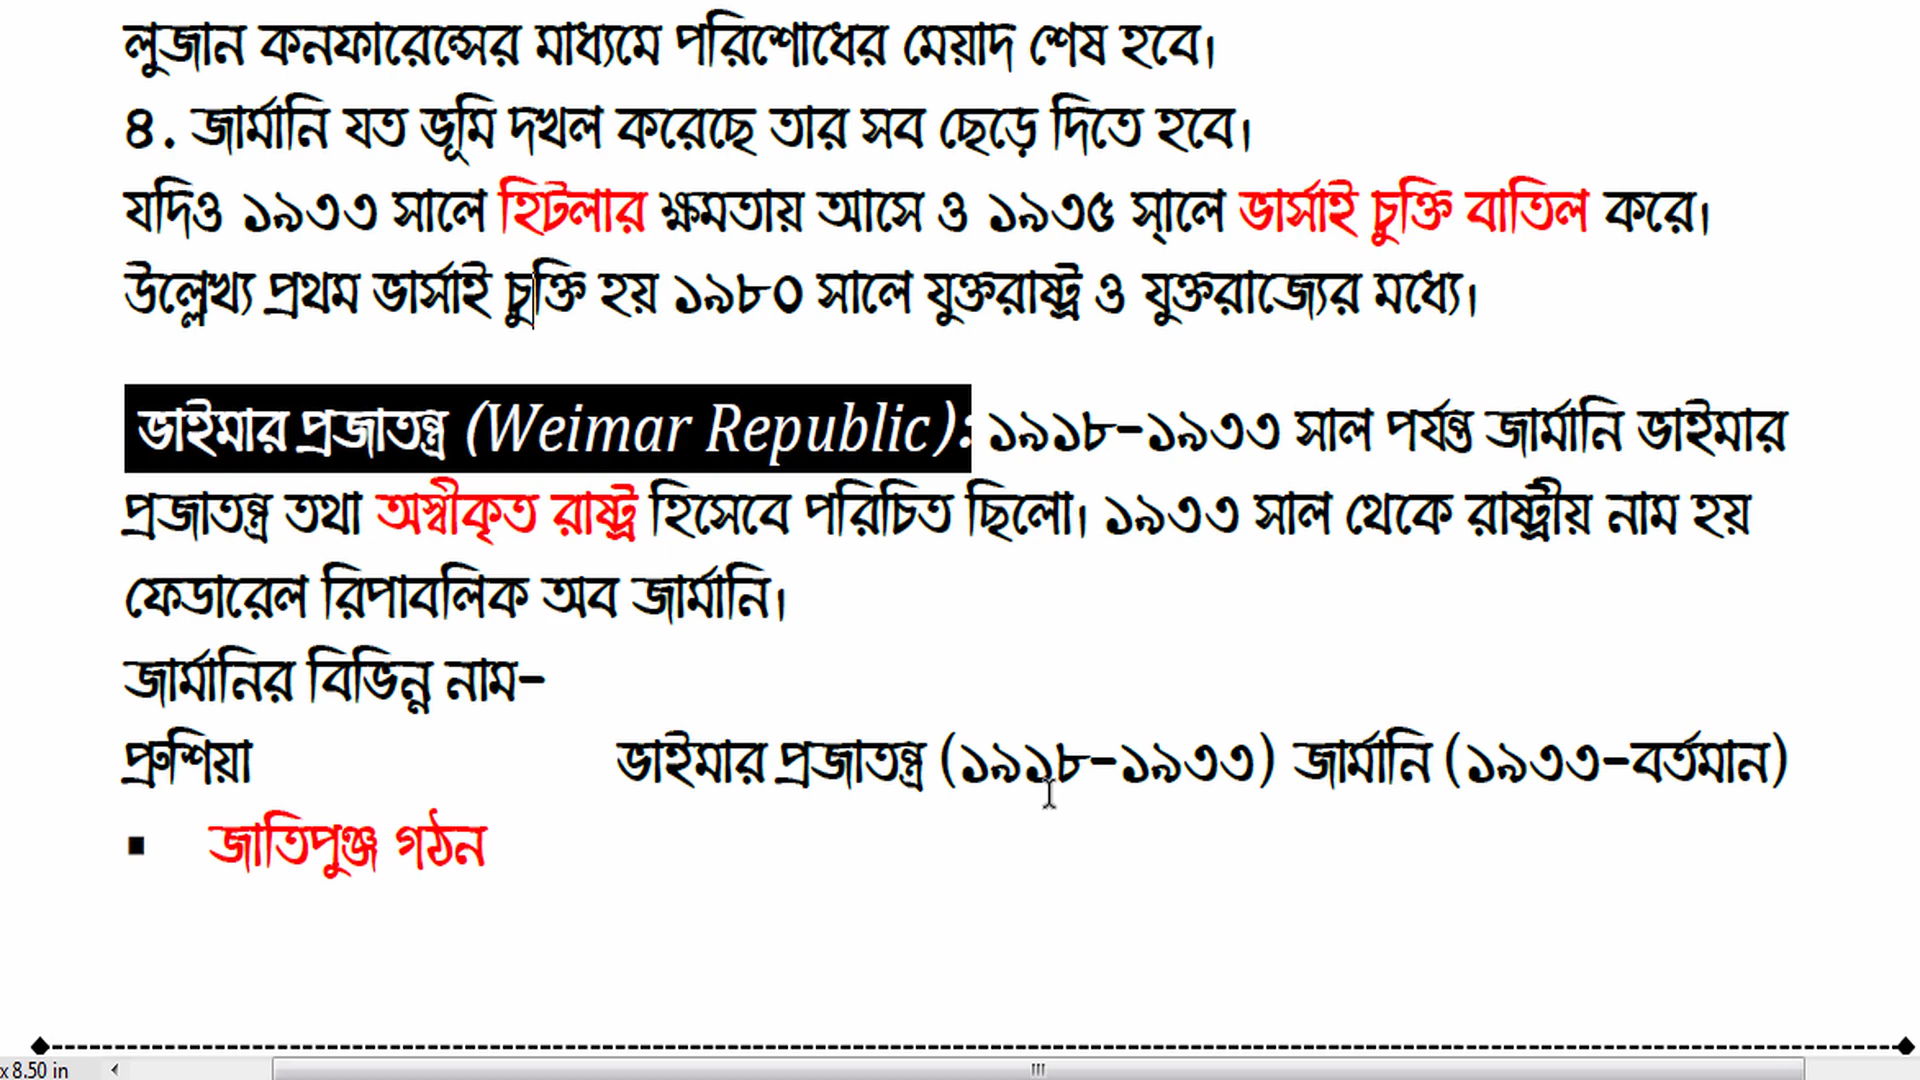 লুজান কনফারেন্সের মাধ্যমে পরিশোধের মেয়াদ শেষ হবে।
৪. জার্মানি যত ভূমি দখল করেছে তার সব ছেড়ে দিতে হবে।
যদিও ১৯৩৩ সালে হিটলার ক্ষমতায় আসে ও ১৯৩৫ স্ালে ভার্সাই চুক্তি বাতিল করে।
উল্লেখ্য প্রথম ভার্সাই চুক্তি হয় ১৯৮০ সালে যুক্তরাষ্ট্র ও যুক্তরাজ্যের মধ্যে।
ভাইমার প্রজাতন্ত্র (Weimar Republic): ১৯১৮-১৯৩৩ সাল পর্যন্ত জার্মানি ভাইমার
প্রজাতন্ত্র তথা অস্বীকৃত রাষ্ট্র হিসেবে পরিচিত ছিলো। ১৯৩৩ সাল থেকে রাষ্ট্রীয় নাম হয়
ফেডারেল রিপাবলিক অব জার্মানি।
জার্মানির বিভিন্ন নাম-
প্রুশিয়া ভাইমার প্রজাতন্ত্র (১৯১৮-১৯৩৩) জার্মানি (১৯৩৩-বর্তমান)
▪ জাতিপুঞ্জ গঠন
x 8.50 in